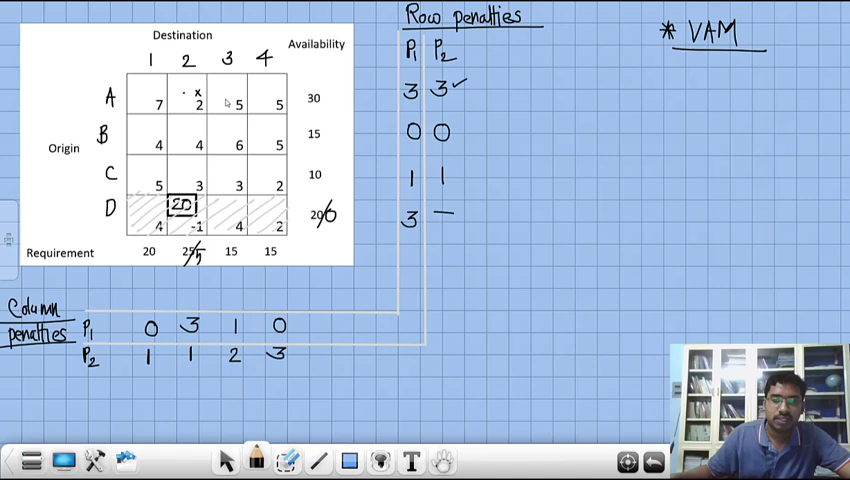 Row penalties
* VAM
Destination
Availability
P1 P2
1 2 3 4
A 7 x 2 5 5 30 3 3 ✓
B 4 4 6 5 15 0 0
Origin
C 5 3 3 2 10 1 1
D 20 20/0 3 —
4 -1 4 2
Requirement 20 25/5 15 15
Column
penalties
P1 0 3 1 0
P2 1 1 2 3
T